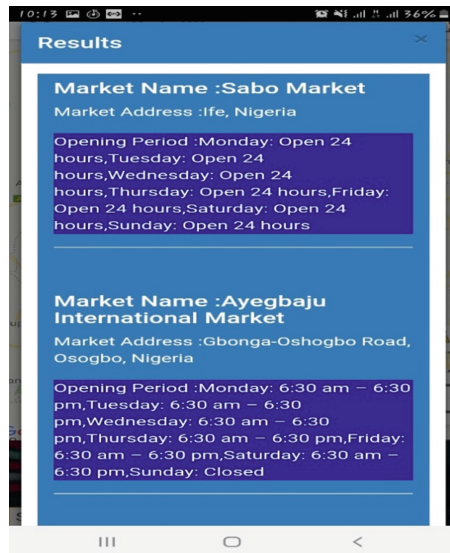 10:13
36%
Results
×
Market Name :Sabo Market
Market Address :Ife, Nigeria
Opening Period :Monday: Open 24
hours,Tuesday: Open 24
hours,Wednesday: Open 24
hours,Thursday: Open 24 hours,Friday:
Open 24 hours,Saturday: Open 24
hours,Sunday: Open 24 hours
Market Name :Ayegbaju
International Market
Market Address :Gbonga-Oshogbo Road,
Osogbo, Nigeria
Opening Period :Monday: 6:30 am – 6:30
pm,Tuesday: 6:30 am – 6:30
pm,Wednesday: 6:30 am – 6:30
pm,Thursday: 6:30 am – 6:30 pm,Friday:
6:30 am – 6:30 pm,Saturday: 6:30 am –
6:30 pm,Sunday: Closed